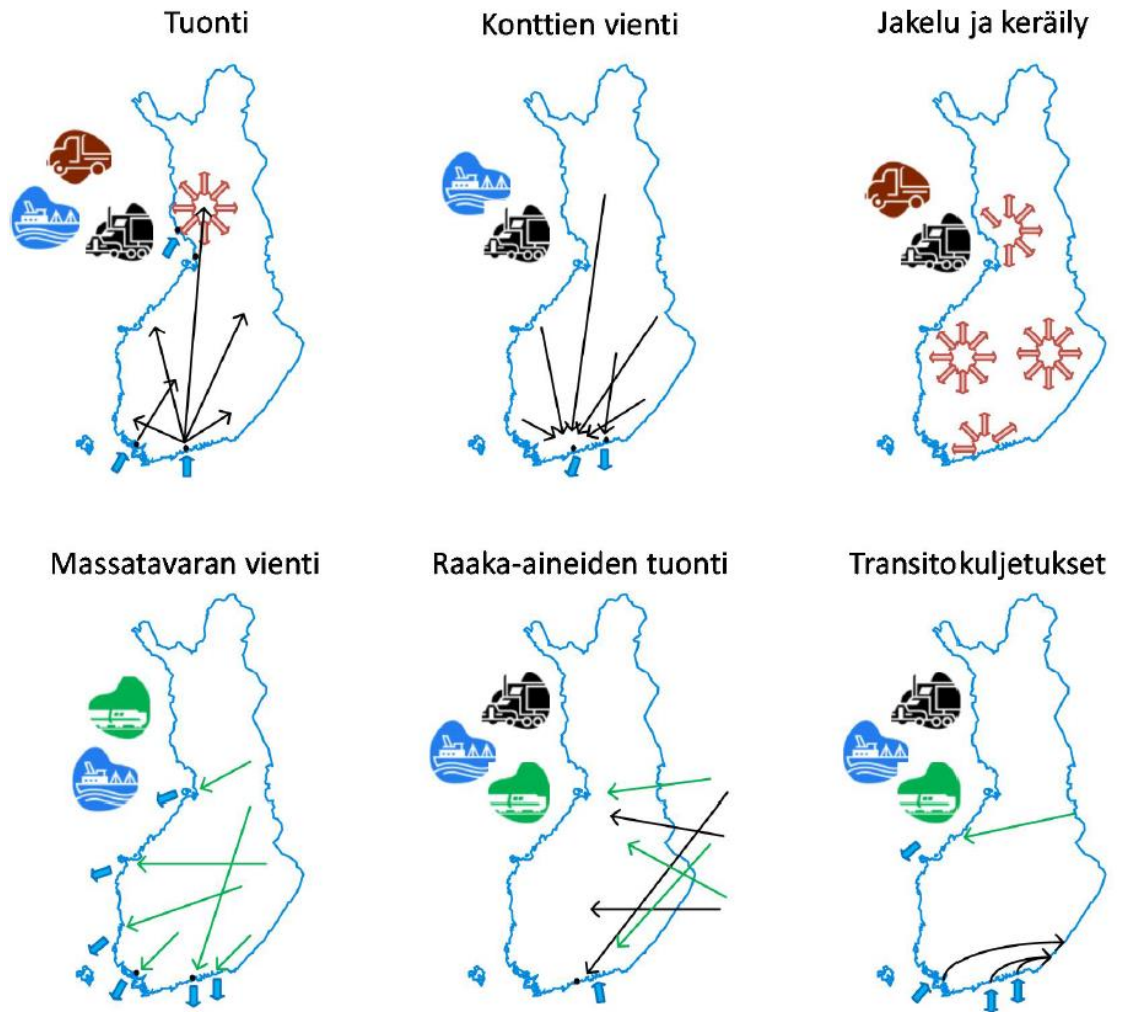 Tuonti
Konttien vienti
Jakelu ja keräily
Massatavaran vienti
Raaka-aineiden tuonti
Transitokuljetukset